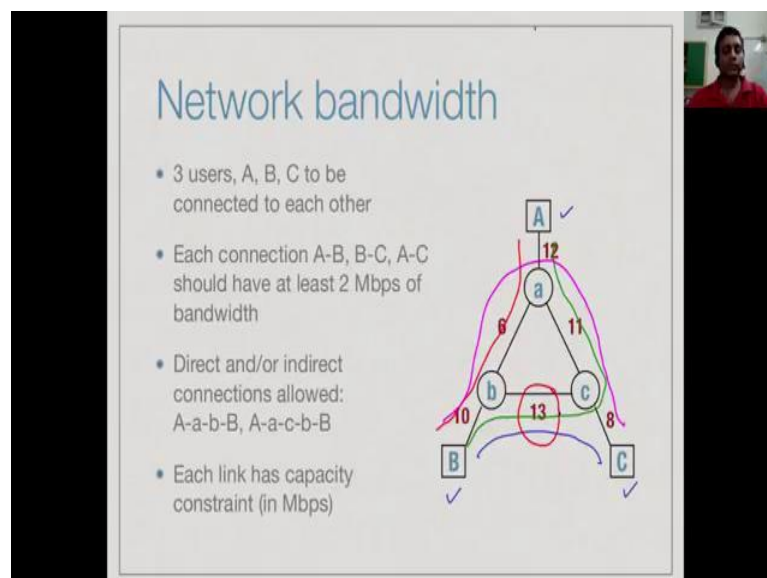 Network bandwidth
• 3 users, A, B, C to be
connected to each other
• Each connection A-B, B-C, A-C
should have at least 2 Mbps of
bandwidth
• Direct and/or indirect
connections allowed:
A-a-b-B, A-a-c-b-B
• Each link has capacity
constraint (in Mbps)
A
12
a
6
11
b
c
10
13
8
B
C